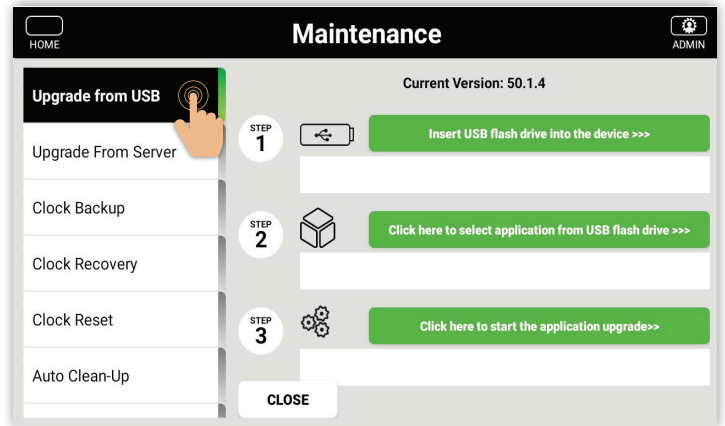 HOME
Maintenance
ADMIN
Upgrade from USB
Upgrade From Server
Clock Backup
Clock Recovery
Clock Reset
Auto Clean-Up
Current Version: 50.1.4
STEP
1
Insert USB flash drive into the device >>>
STEP
2
Click here to select application from USB flash drive >>>
STEP
3
Click here to start the application upgrade>>
CLOSE